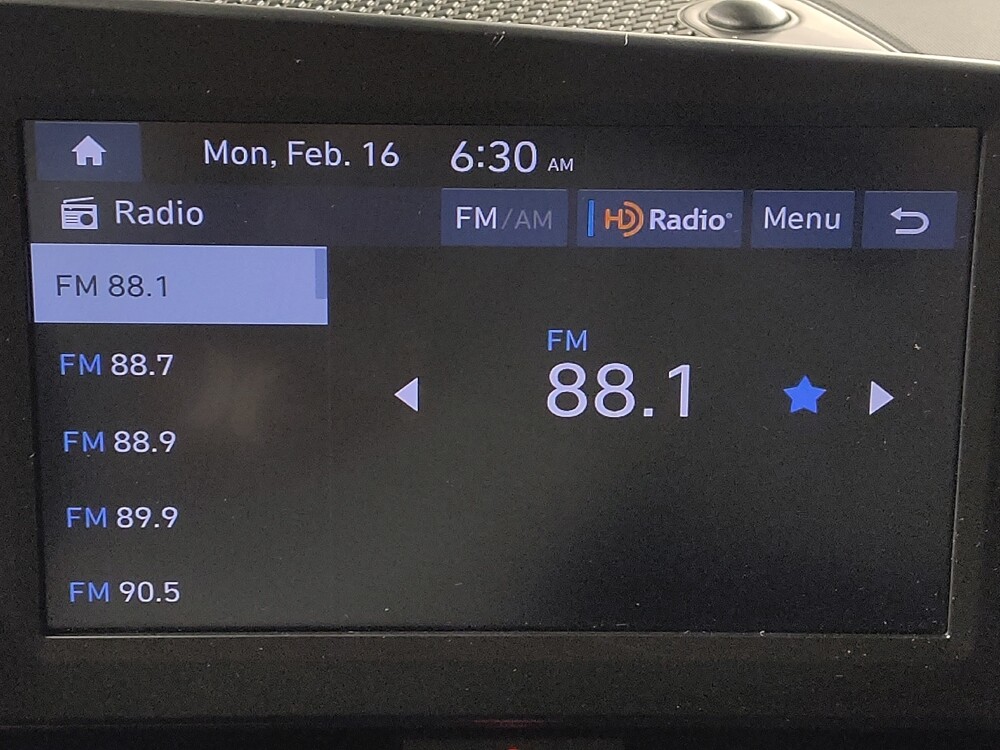 Mon, Feb. 16 6:30 AM
Radio FM/AM HD Radio® Menu
FM 88.1
FM 88.7
FM 88.9
FM 89.9
FM 90.5
FM
88.1